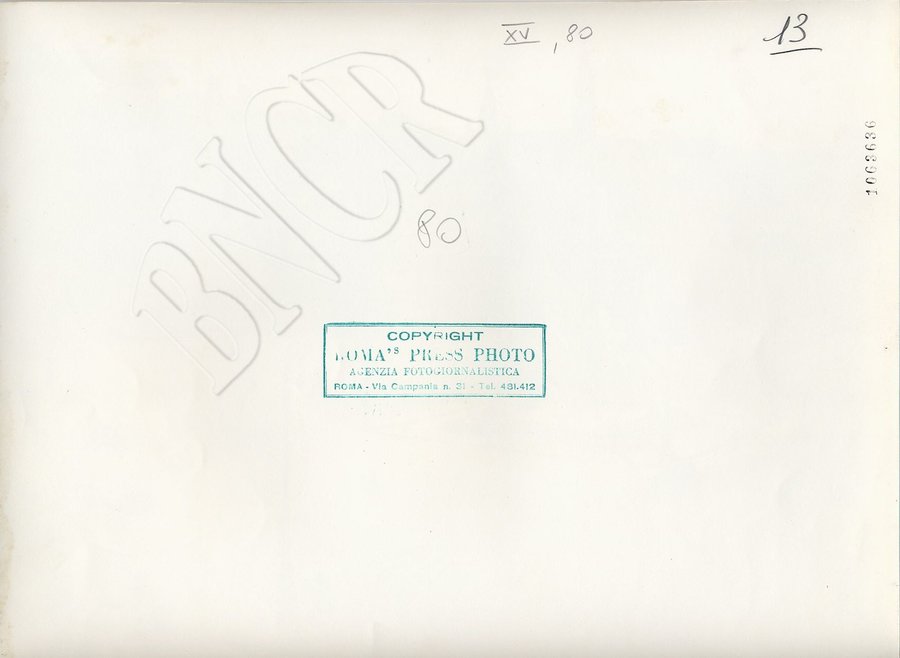 XV, 80
13
1063636
BNCR
80
COPYRIGHT
ROMA'S PRESS PHOTO
AGENZIA FOTOGIORNALISTICA
ROMA - Via Campania n. 31 - Tel. 481.412